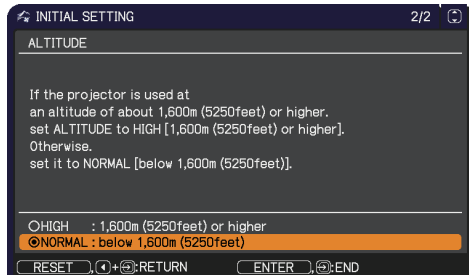 INITIAL SETTING 2/2
ALTITUDE
If the projector is used at
an altitude of about 1,600m (5250feet) or higher.
set ALTITUDE to HIGH [1,600m (5250feet) or higher].
Otherwise.
set it to NORMAL [below 1,600m (5250feet)].
HIGH : 1,600m (5250feet) or higher
NORMAL : below 1,600m (5250feet)
RESET , + :RETURN ENTER , :END